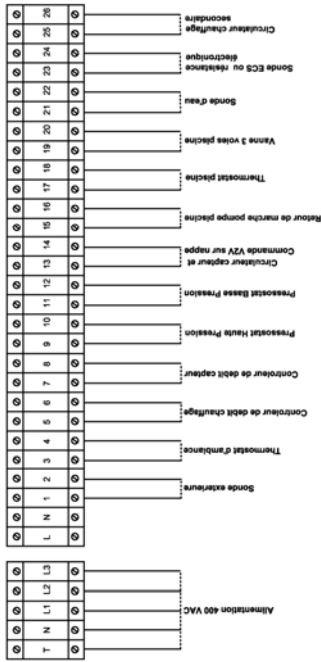 26
25
Circulateur chauffage
secondaire
24
23
Sonde ECS ou résistance
électronique
22
21
Sonde d'eau
20
19
Vanne 3 voies piscine
18
17
Thermostat piscine
16
15
Retour de marche pompe piscine
14
13
Circulateur capteur et
Commande V2V sur nappe
12
11
Pressostat Basse Pression
10
9
Pressostat Haute Pression
8
7
Controleur de debit capteur
6
5
Controleur de debit chauffage
4
3
Thermostat d'ambiance
2
1
Sonde exterieure
N
L
L3
L2
L1
N
T
Alimentation 400 VAC